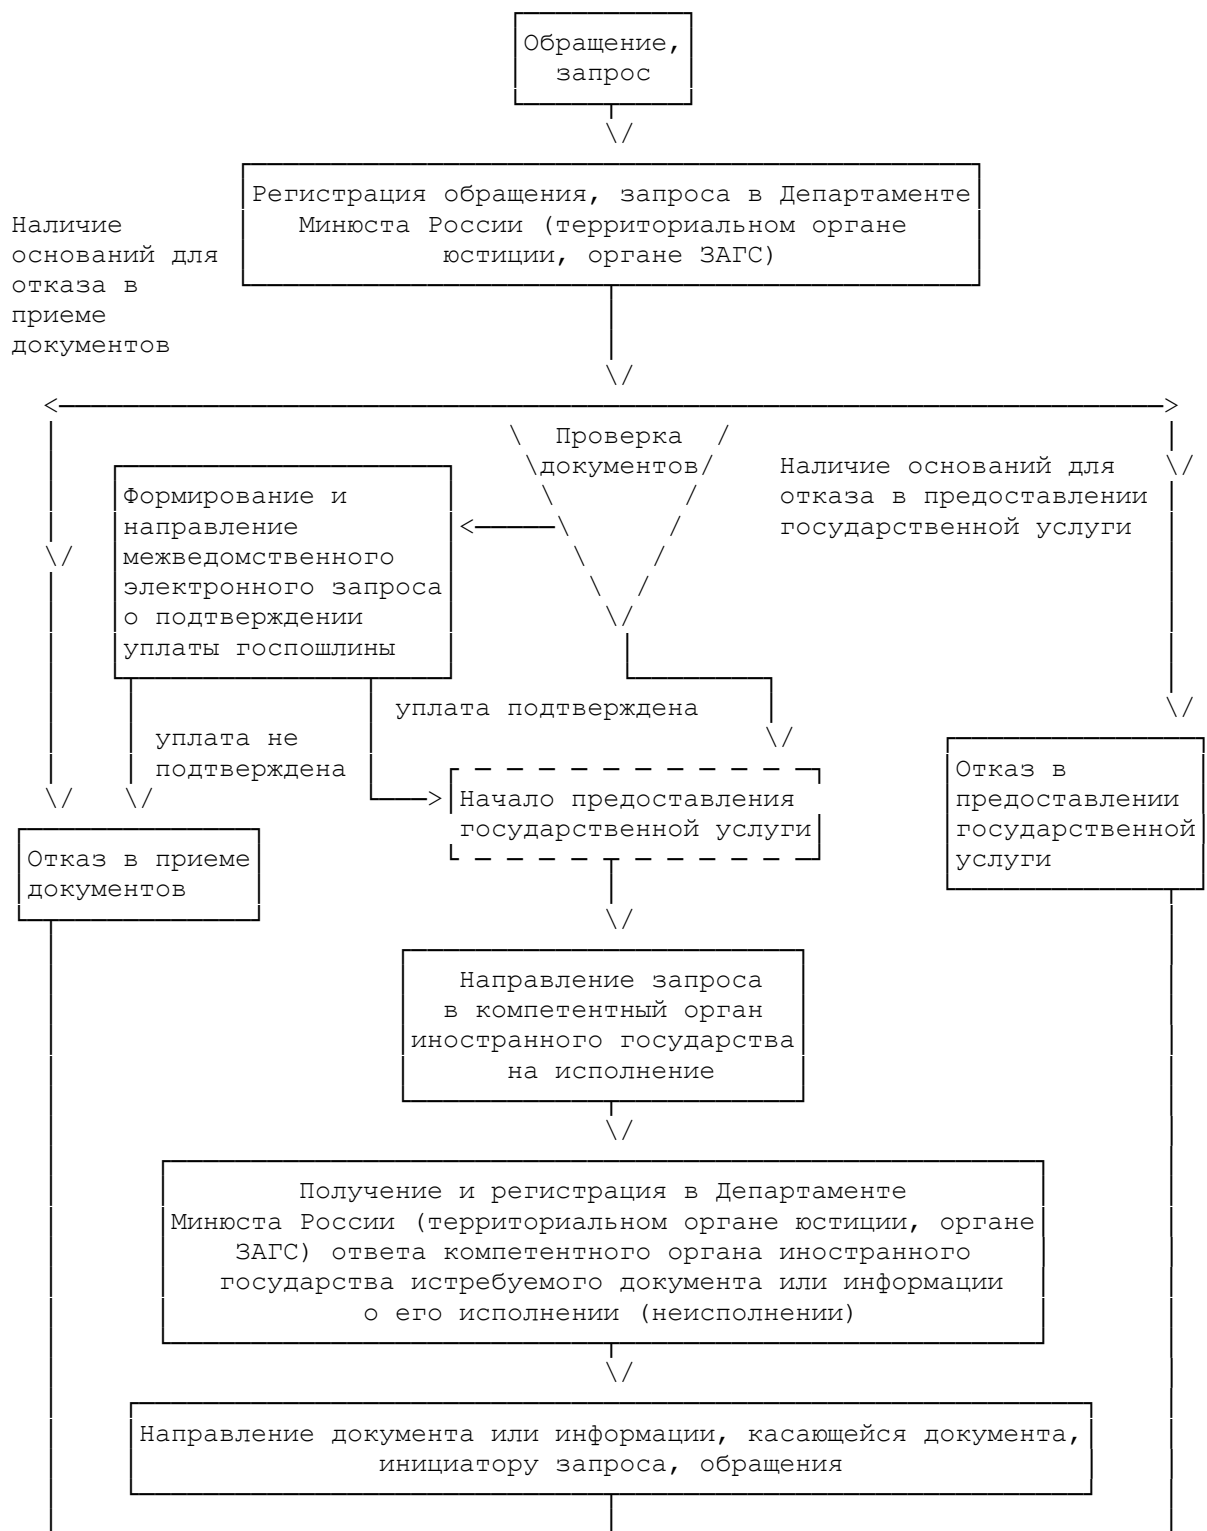 Обращение,
запрос
Регистрация обращения, запроса в Департаменте
Минюста России (территориальном органе
юстиции, органе ЗАГС)
Наличие
оснований для
отказа в
приеме
документов
Проверка
документов
Наличие оснований для
отказа в предоставлении
государственной услуги
Формирование и
направление
межведомственного
электронного запроса
о подтверждении
уплаты госпошлины
уплата подтверждена
уплата не
подтверждена
Начало предоставления
государственной услуги
Отказ в
предоставлении
государственной
услуги
Отказ в приеме
документов
Направление запроса
в компетентный орган
иностранного государства
на исполнение
Получение и регистрация в Департаменте
Минюста России (территориальном органе юстиции, органе
ЗАГС) ответа компетентного органа иностранного
государства истребуемого документа или информации
о его исполнении (неисполнении)
Направление документа или информации, касающейся документа,
инициатору запроса, обращения